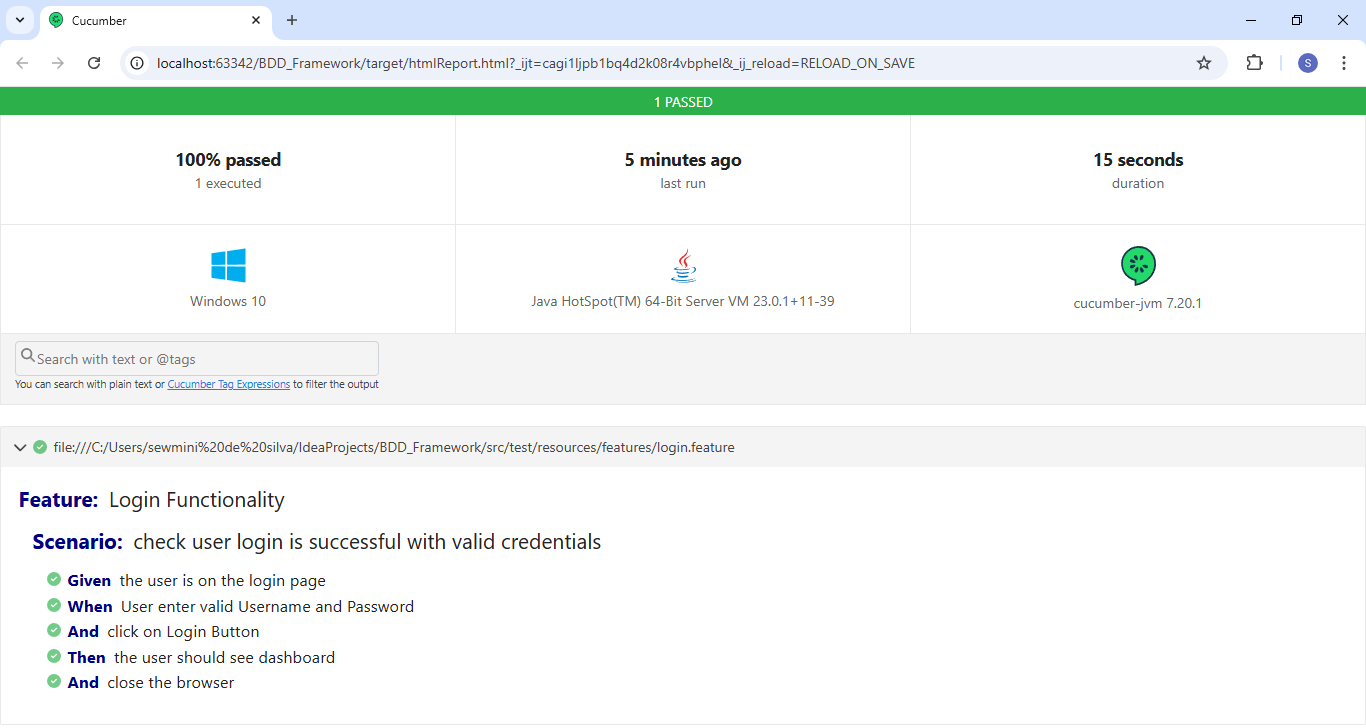 Cucumber
localhost:63342/BDD_Framework/target/htmlReport.html?_ijt=cagi1ljpb1bq4d2k08r4vbphel&_ij_reload=RELOAD_ON_SAVE
S
1 PASSED
100% passed
1 executed
5 minutes ago
last run
15 seconds
duration
Windows 10
Java HotSpot(TM) 64-Bit Server VM 23.0.1+11-39
cucumber-jvm 7.20.1
Search with text or @tags
You can search with plain text or Cucumber Tag Expressions to filter the output
file:///C:/Users/sewmini%20de%20silva/IdeaProjects/BDD_Framework/src/test/resources/features/login.feature
Feature: Login Functionality
Scenario: check user login is successful with valid credentials
Given the user is on the login page
When User enter valid Username and Password
And click on Login Button
Then the user should see dashboard
And close the browser